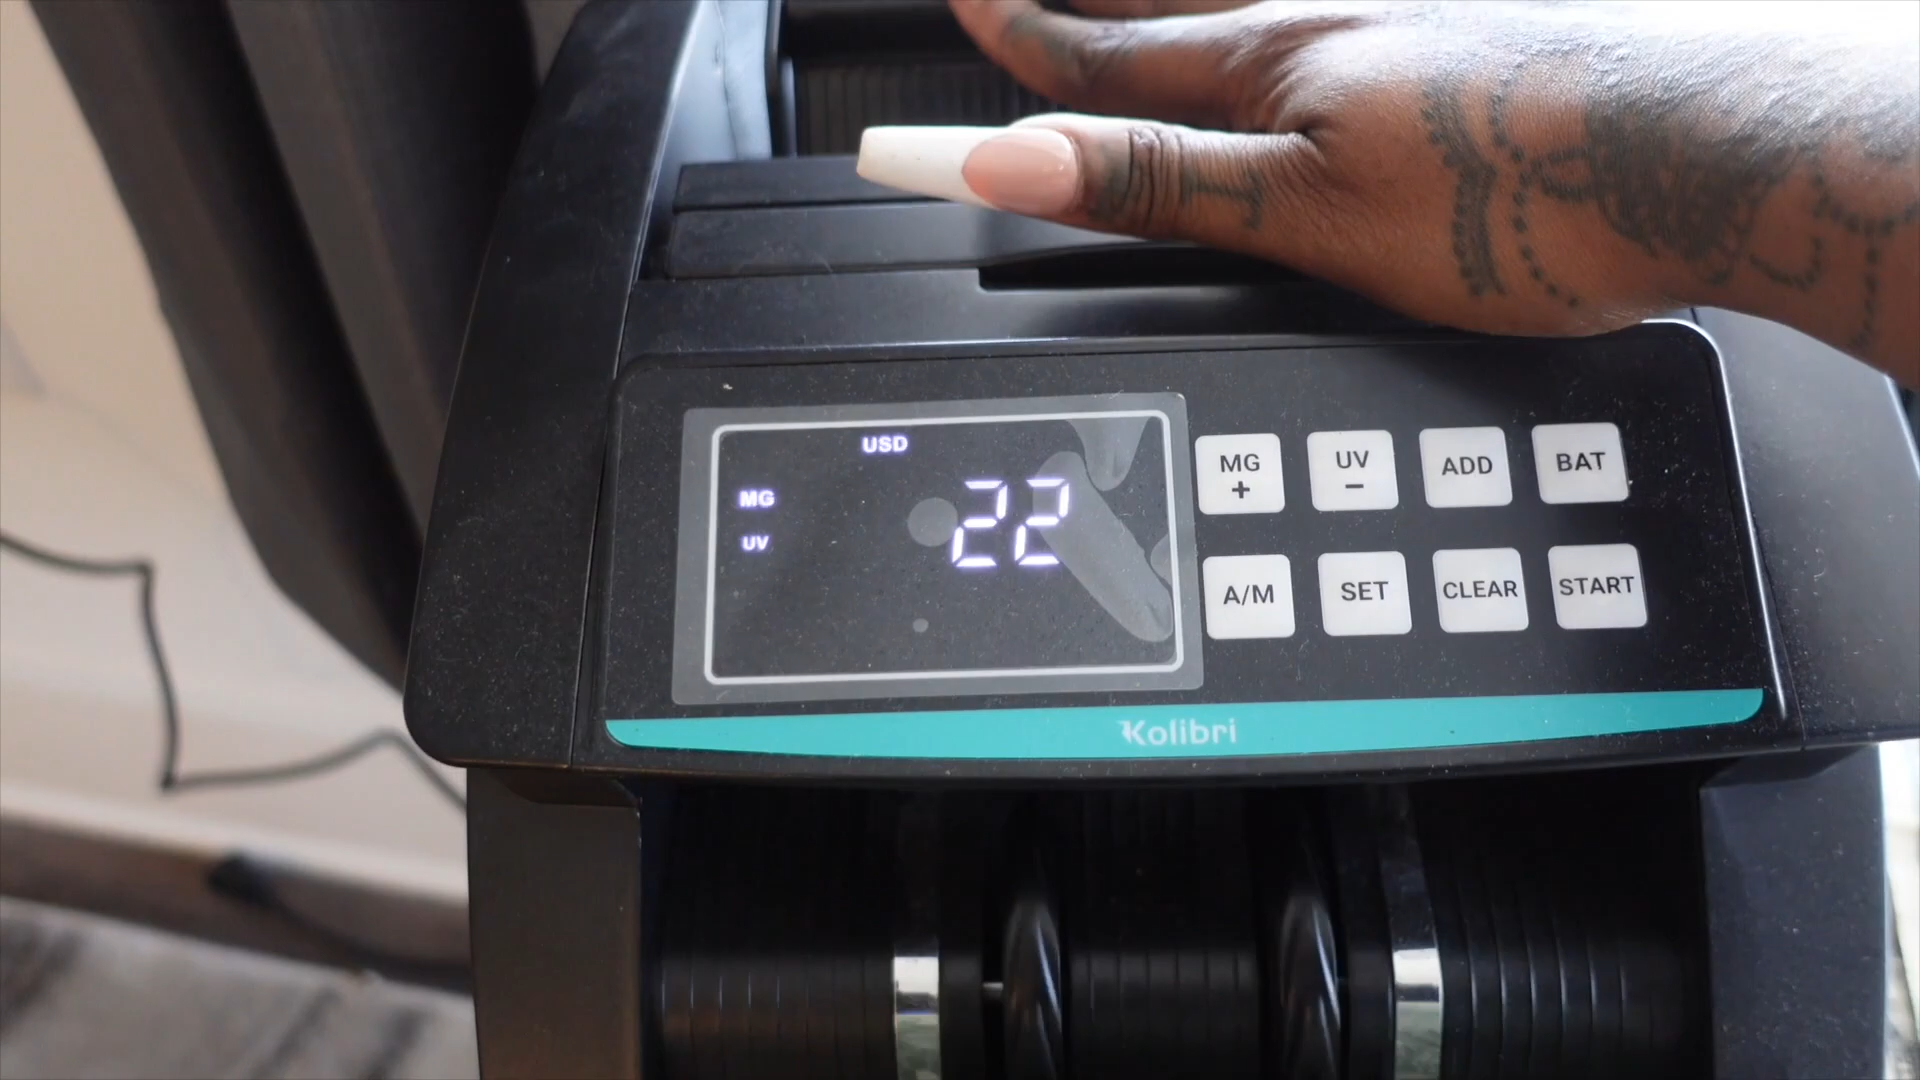 USD
MG
UV
22
MG
+
UV
-
ADD
BAT
A/M
SET
CLEAR
START
Kolibri